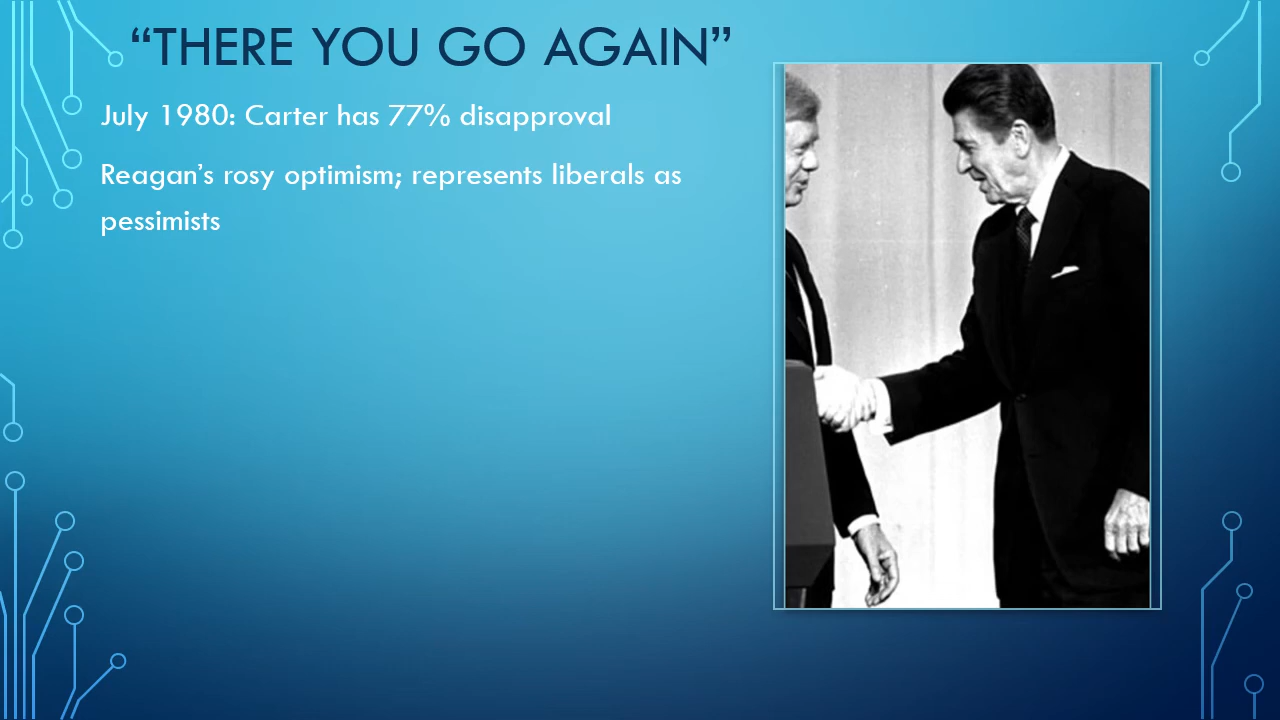 “THERE YOU GO AGAIN”
July 1980: Carter has 77% disapproval
Reagan’s rosy optimism; represents liberals as
pessimists